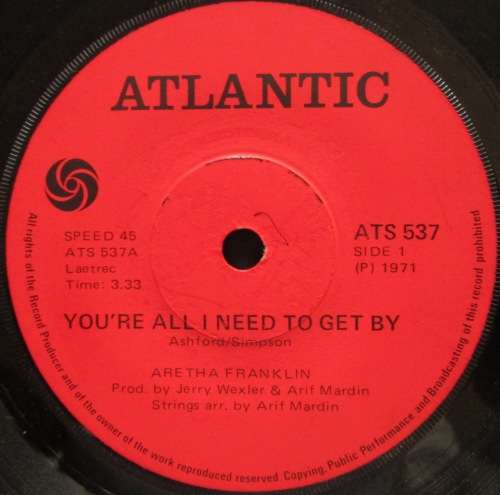 ATLANTIC
SPEED 45
ATS 537A
Laetrec
Time: 3.33
ATS 537
SIDE 1
(P) 1971
YOU'RE ALL I NEED TO GET BY
Ashford/Simpson
ARETHA FRANKLIN
Prod. by Jerry Wexler & Arif Mardin
Strings arr. by Arif Mardin
All rights of the Record Producer and of the owner of the work reproduced reserved. Copying, Public Performance and Broadcasting of this record prohibited